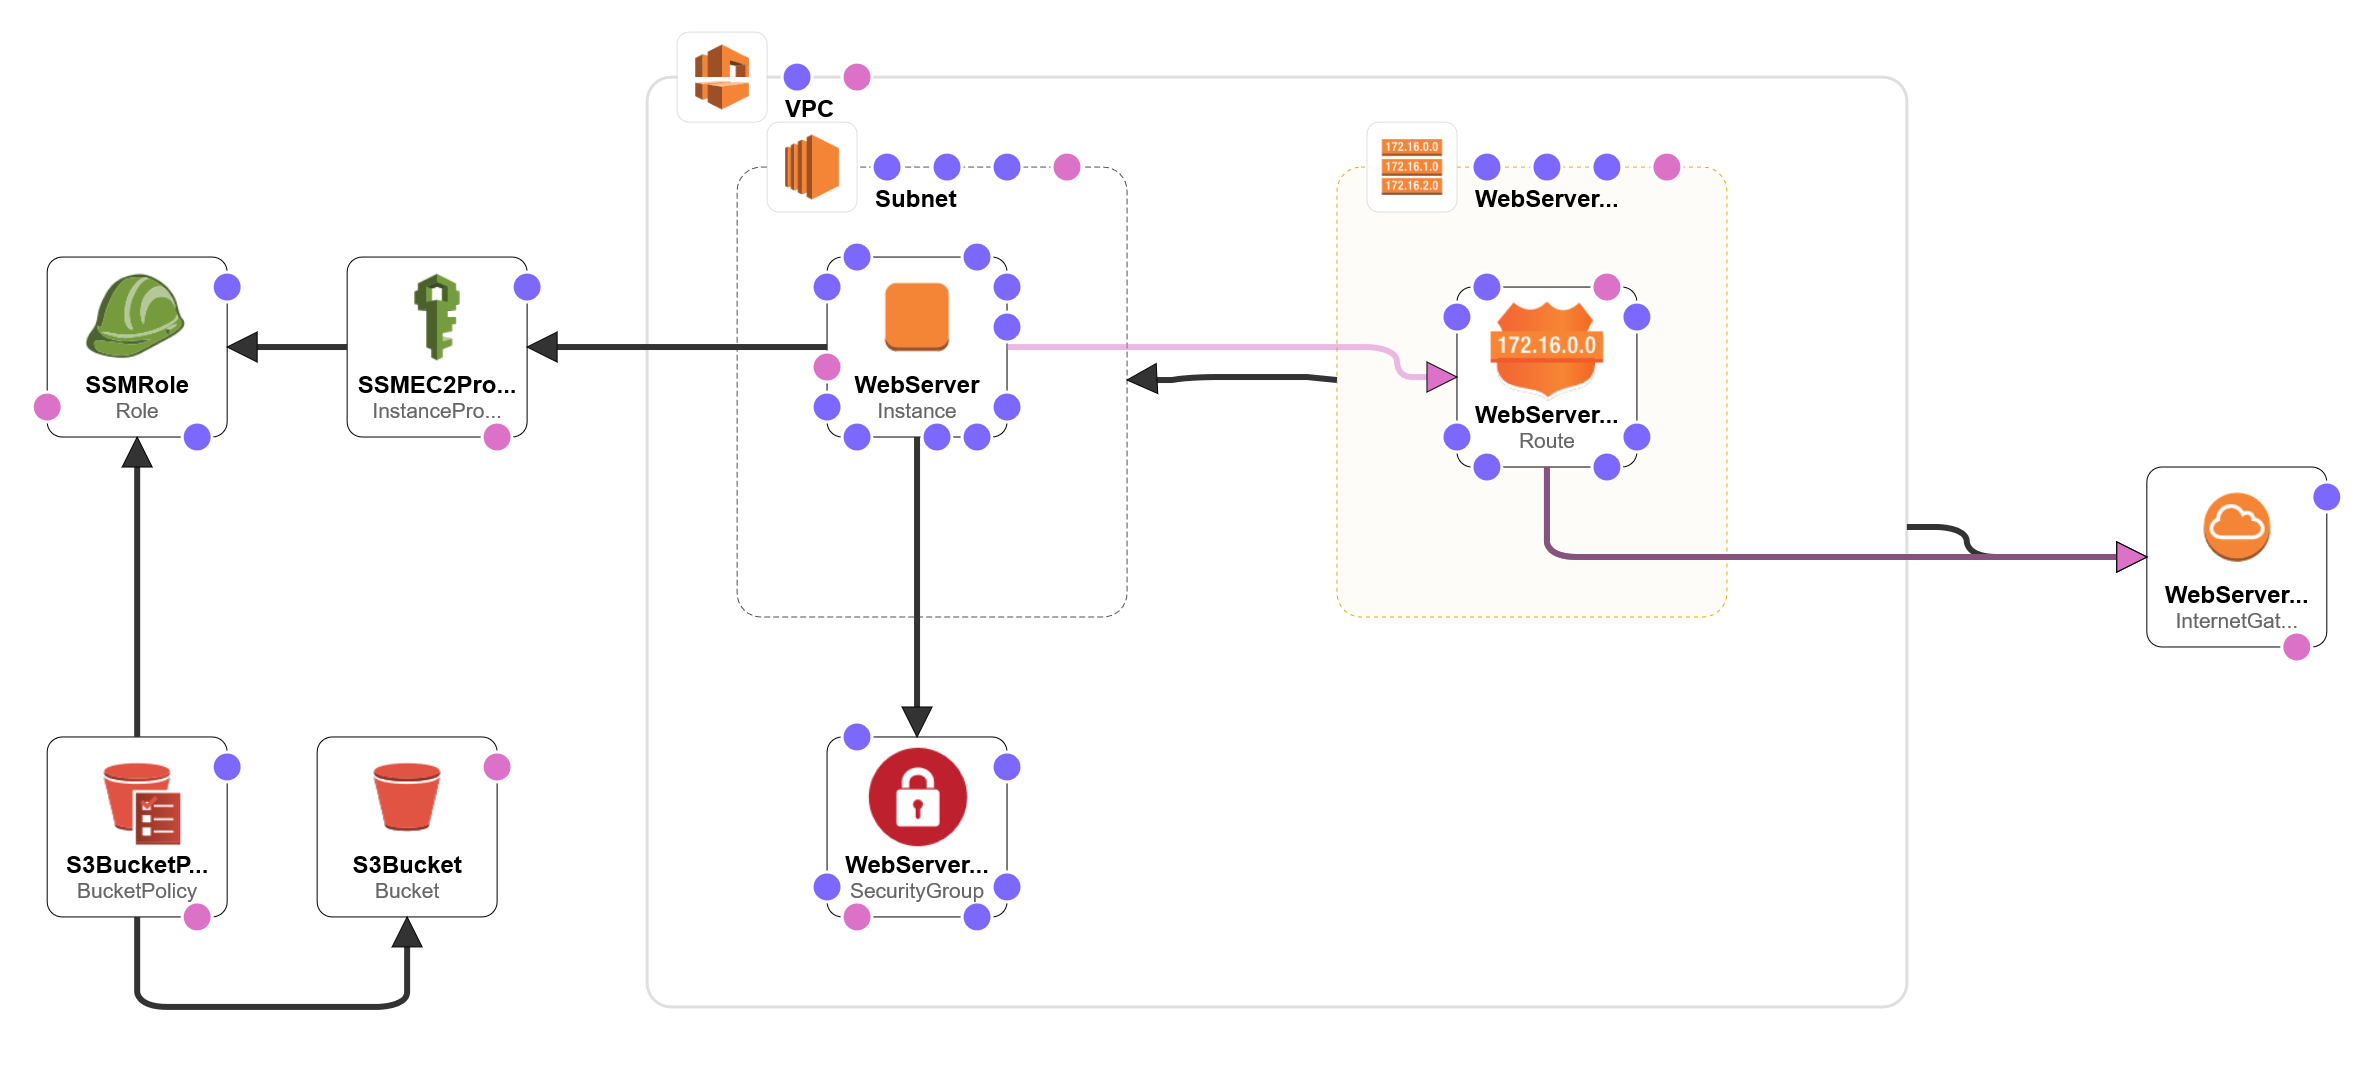 VPC
172.16.0.0
172.16.1.0
172.16.2.0
Subnet
WebServer...
SSMRole
Role
SSMEC2Pro...
InstancePro...
WebServer
Instance
172.16.0.0
WebServer...
Route
WebServer...
InternetGat...
S3BucketP...
BucketPolicy
S3Bucket
Bucket
WebServer...
SecurityGroup